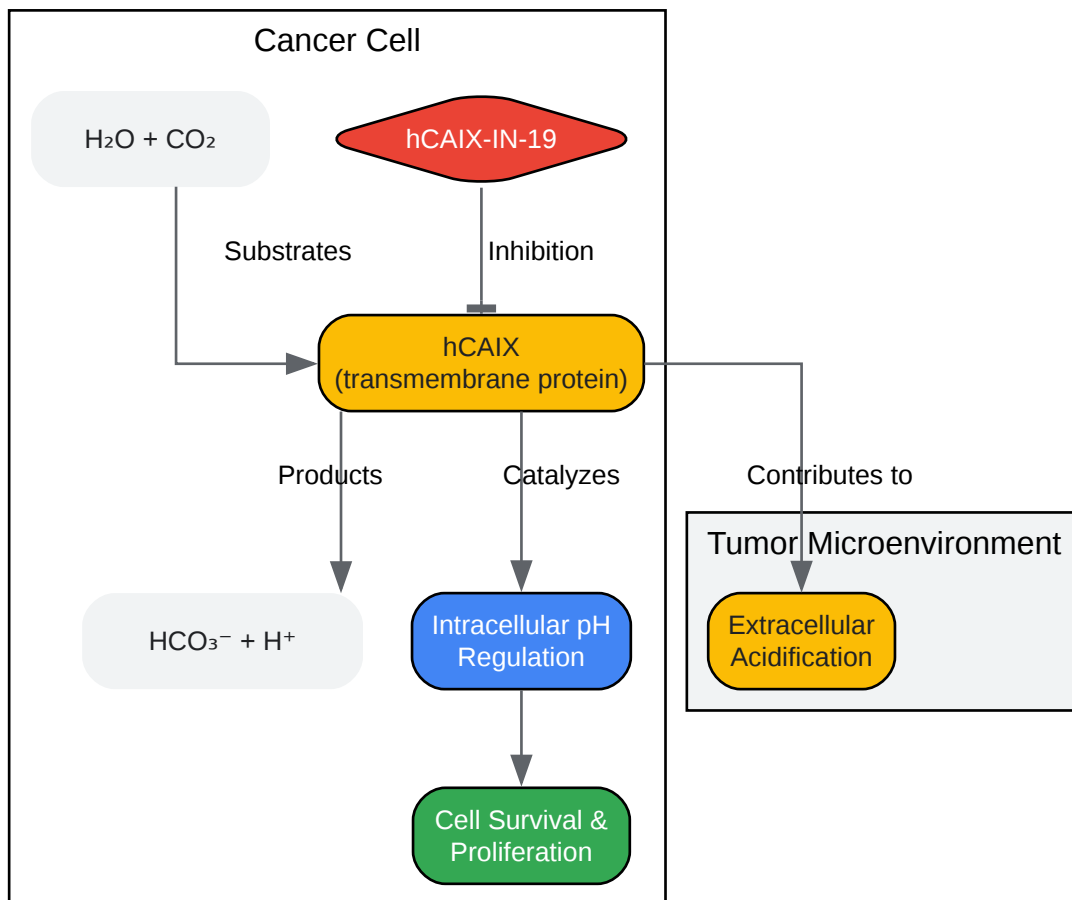 Cancer Cell
H₂O + CO₂
hCAIX-IN-19
Substrates
Inhibition
hCAIX
(transmembrane protein)
Products
Catalyzes
Contributes to
Tumor Microenvironment
HCO₃⁻ + H⁺
Intracellular pH
Regulation
Extracellular
Acidification
Cell Survival &
Proliferation